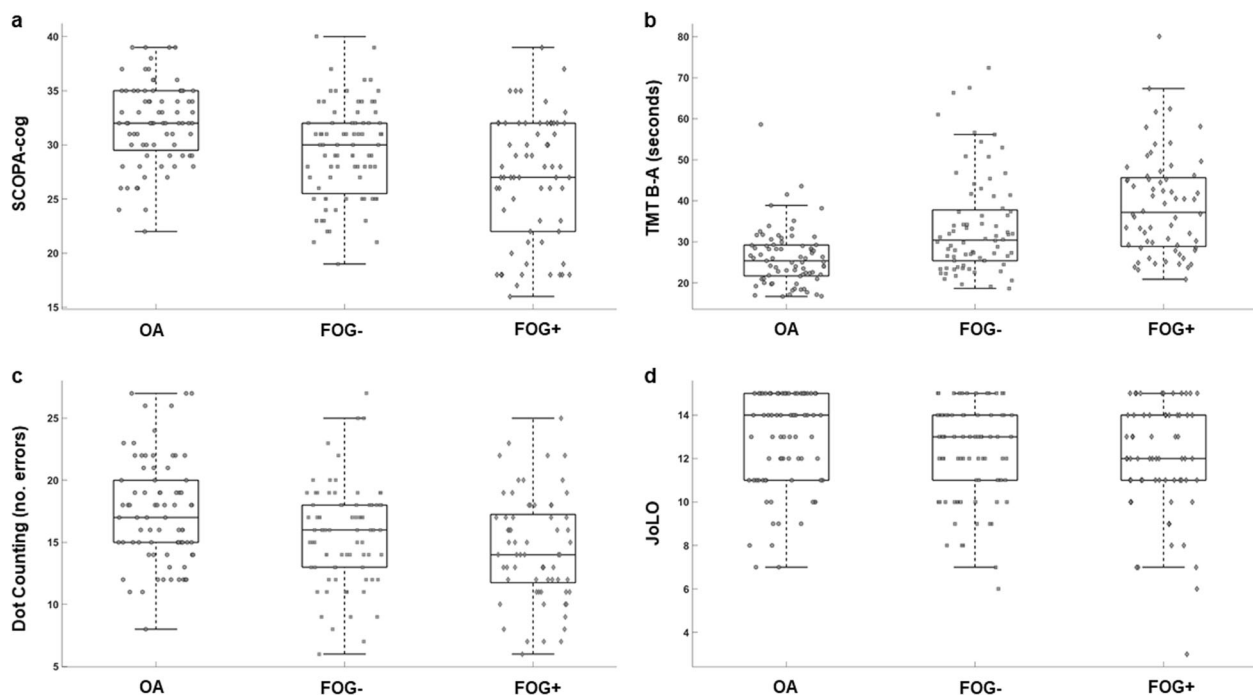 a
SCOPA-cog
40
35
30
25
20
15
OA
FOG-
FOG+
b
TMT B-A (seconds)
80
70
60
50
40
30
20
OA
FOG-
FOG+
c
Dot Counting (no. errors)
25
20
15
10
5
OA
FOG-
FOG+
d
JoLO
14
12
10
8
6
4
OA
FOG-
FOG+